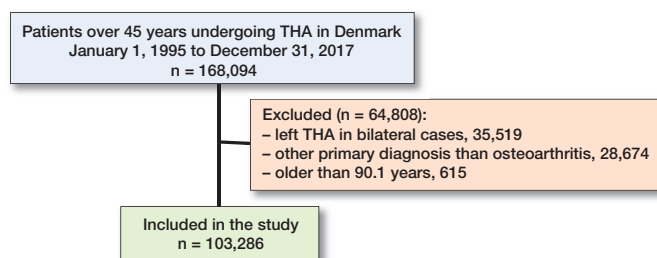 Patients over 45 years undergoing THA in Denmark
January 1, 1995 to December 31, 2017
n = 168,094
Excluded (n = 64,808):
– left THA in bilateral cases, 35,519
– other primary diagnosis than osteoarthritis, 28,674
– older than 90.1 years, 615
Included in the study
n = 103,286